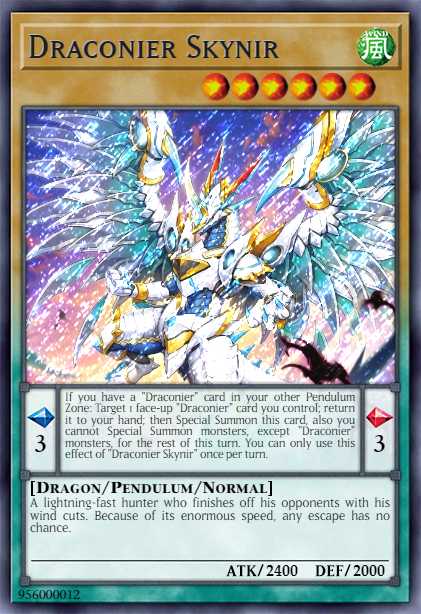 DRACONIER SKYNIR
WIND
風
If you have a "Draconier" card in your other Pendulum
Zone: Target 1 face-up "Draconier" card you control; return
it to your hand; then Special Summon this card, also you
cannot Special Summon monsters, except "Draconier"
monsters, for the rest of this turn. You can only use this
effect of "Draconier Skynir" once per turn.
3
3
[DRAGON/PENDULUM/NORMAL]
A lightning-fast hunter who finishes off his opponents with his
wind cuts. Because of its enormous speed, any escape has no
chance.
ATK/2400 DEF/2000
956000012